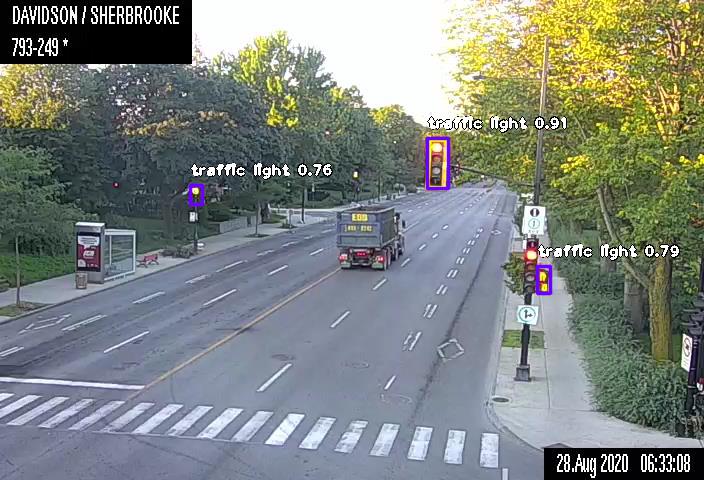 DAVIDSON / SHERBROOKE
793-249 *
traffic light 0.91
traffic light 0.76
traffic light 0.79
28.Aug 2020 06:33:08